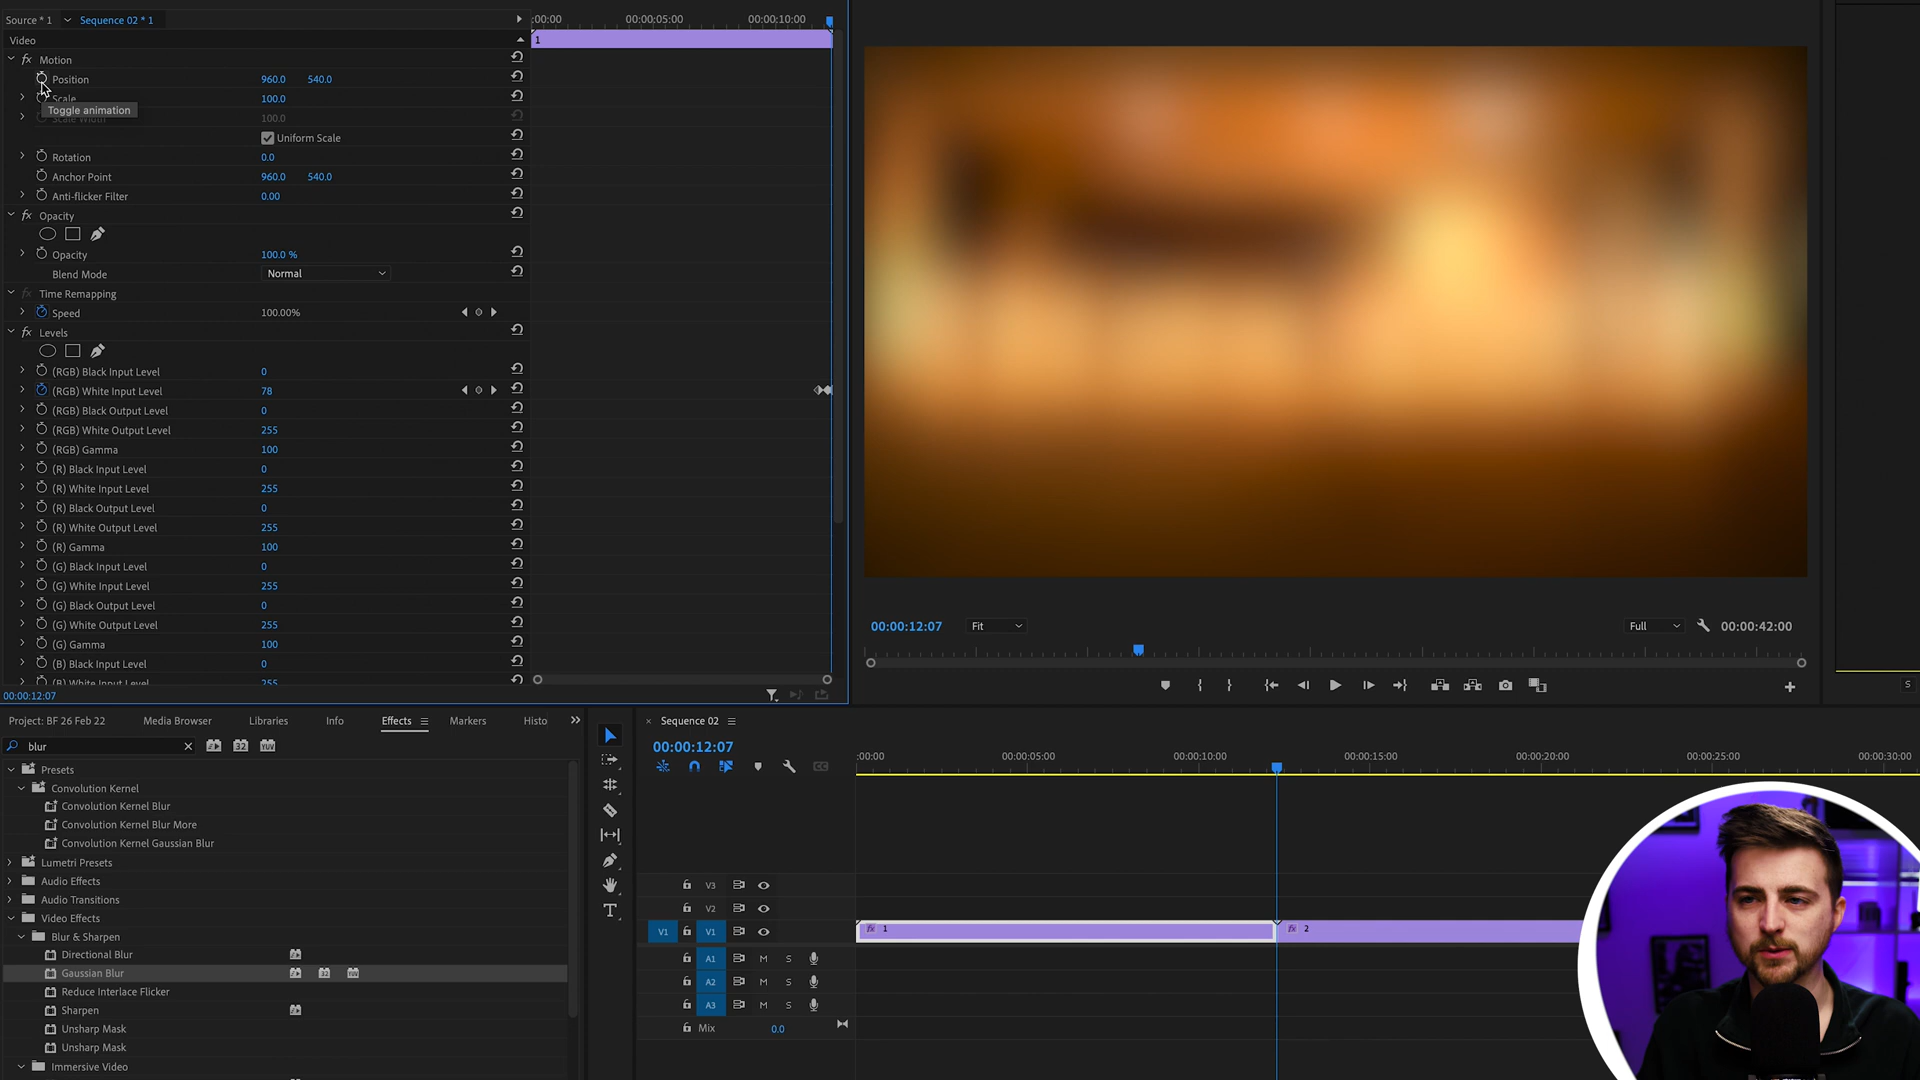 Source * 1
Sequence 02 * 1
:00:00
00:00:05:00
00:00:10:00
Video
1
Motion
Position 960.0 540.0
Scale 100.0
Toggle animation
Scale Width 100.0
Uniform Scale
Rotation 0.0
Anchor Point 960.0 540.0
Anti-flicker Filter 0.00
Opacity
Opacity 100.0 %
Blend Mode Normal
Time Remapping
Speed 100.00%
Levels
(RGB) Black Input Level 0
(RGB) White Input Level 78
(RGB) Black Output Level 0
(RGB) White Output Level 255
(RGB) Gamma 100
(R) Black Input Level 0
(R) White Input Level 255
(R) Black Output Level 0
(R) White Output Level 255
(R) Gamma 100
(G) Black Input Level 0
(G) White Input Level 255
(G) Black Output Level 0
(G) White Output Level 255
(G) Gamma 100
(B) Black Input Level 0
(B) White Input Level 255
00:00:12:07
00:00:12:07 Fit Full 00:00:42:00
S
Project: BF 26 Feb 22 Media Browser Libraries Info Effects Markers Histo
blur
32 YUV
Presets
Convolution Kernel
Convolution Kernel Blur
Convolution Kernel Blur More
Convolution Kernel Gaussian Blur
Lumetri Presets
Audio Effects
Audio Transitions
Video Effects
Blur & Sharpen
Directional Blur
Gaussian Blur
Reduce Interlace Flicker
Sharpen
Unsharp Mask
Unsharp Mask
Immersive Video
Sequence 02
00:00:12:07
:00:00 00:00:05:00 00:00:10:00 00:00:15:00 00:00:20:00 00:00:25:00 00:00:30:00
V3
V2
V1 V1 fx 1 fx 2
A1 M S
A2 M S
A3 M S
Mix 0.0